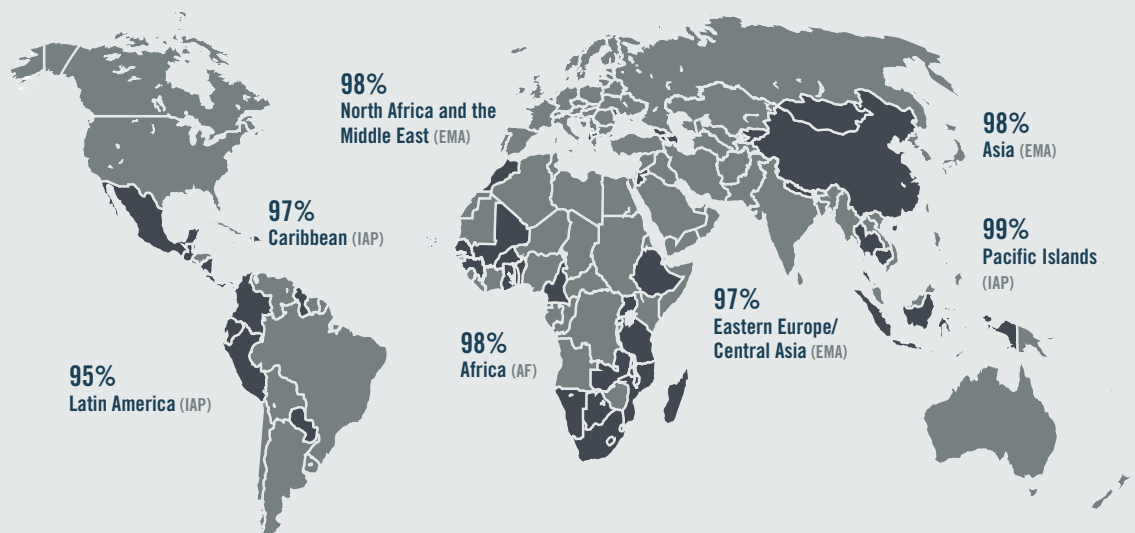 98%
North Africa and the
Middle East (EMA)
98%
Asia (EMA)
97%
Caribbean (IAP)
99%
Pacific Islands
(IAP)
97%
Eastern Europe/
Central Asia (EMA)
98%
Africa (AF)
95%
Latin America (IAP)